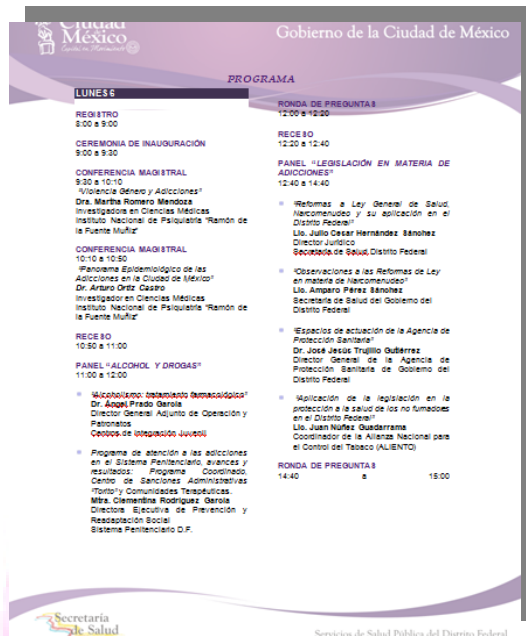 Ciudad
México
Capital en Movimiento
Gobierno de la Ciudad de México
PROGRAMA
LUNES 6
REGISTRO
8:00 a 9:00
CEREMONIA DE INAUGURACIÓN
9:00 a 9:30
CONFERENCIA MAGISTRAL
9:30 a 10:10
"Violencia Género y Adicciones"
Dra. Martha Romero Mendoza
Investigadora en Ciencias Médicas
Instituto Nacional de Psiquiatría "Ramón de
la Fuente Muñiz"
CONFERENCIA MAGISTRAL
10:10 a 10:50
"Panorama Epidemiológico de las
Adicciones en la Ciudad de México"
Dr. Arturo Ortiz Castro
Investigador en Ciencias Médicas
Instituto Nacional de Psiquiatría "Ramón de
la Fuente Muñiz"
RECESO
10:50 a 11:00
PANEL "ALCOHOL Y DROGAS"
11:00 a 12:00
"Alcoholismo: tratamiento farmacológico"
Dr. Ángel Prado García
Director General Adjunto de Operación y
Patronatos
Centros de Integración Juvenil
Programa de atención a las adicciones
en el Sistema Penitenciario, avances y
resultados: Programa Coordinado,
Centro de Sanciones Administrativas
"Torito" y Comunidades Terapéuticas.
Mtra. Clementina Rodríguez García
Directora Ejecutiva de Prevención y
Readaptación Social
Sistema Penitenciario D.F.
RONDA DE PREGUNTAS
12:00 a 12:20
RECESO
12:20 a 12:40
PANEL "LEGISLACIÓN EN MATERIA DE
ADICCIONES"
12:40 a 14:40
"Reformas a Ley General de Salud,
Narcomenudeo y su aplicación en el
Distrito Federal"
Lic. Julio Cesar Hernández Sánchez
Director Jurídico
Secretaría de Salud, Distrito Federal
"Observaciones a las Reformas de Ley
en materia de Narcomenudeo"
Lic. Amparo Pérez Sánchez
Secretaría de Salud del Gobierno del
Distrito Federal
"Espacios de actuación de la Agencia de
Protección Sanitaria"
Dr. José Jesús Trujillo Gutiérrez
Director General de la Agencia de
Protección Sanitaria de Gobierno del
Distrito Federal
"Aplicación de la legislación en la
protección a la salud de los no fumadores
en el Distrito Federal"
Lic. Juan Núñez Guadarrama
Coordinador de la Alianza Nacional para
el Control del Tabaco (ALIENTO)
RONDA DE PREGUNTAS
14:40 a 15:00
Secretaría
de Salud
Servicios de Salud Pública del Distrito Federal